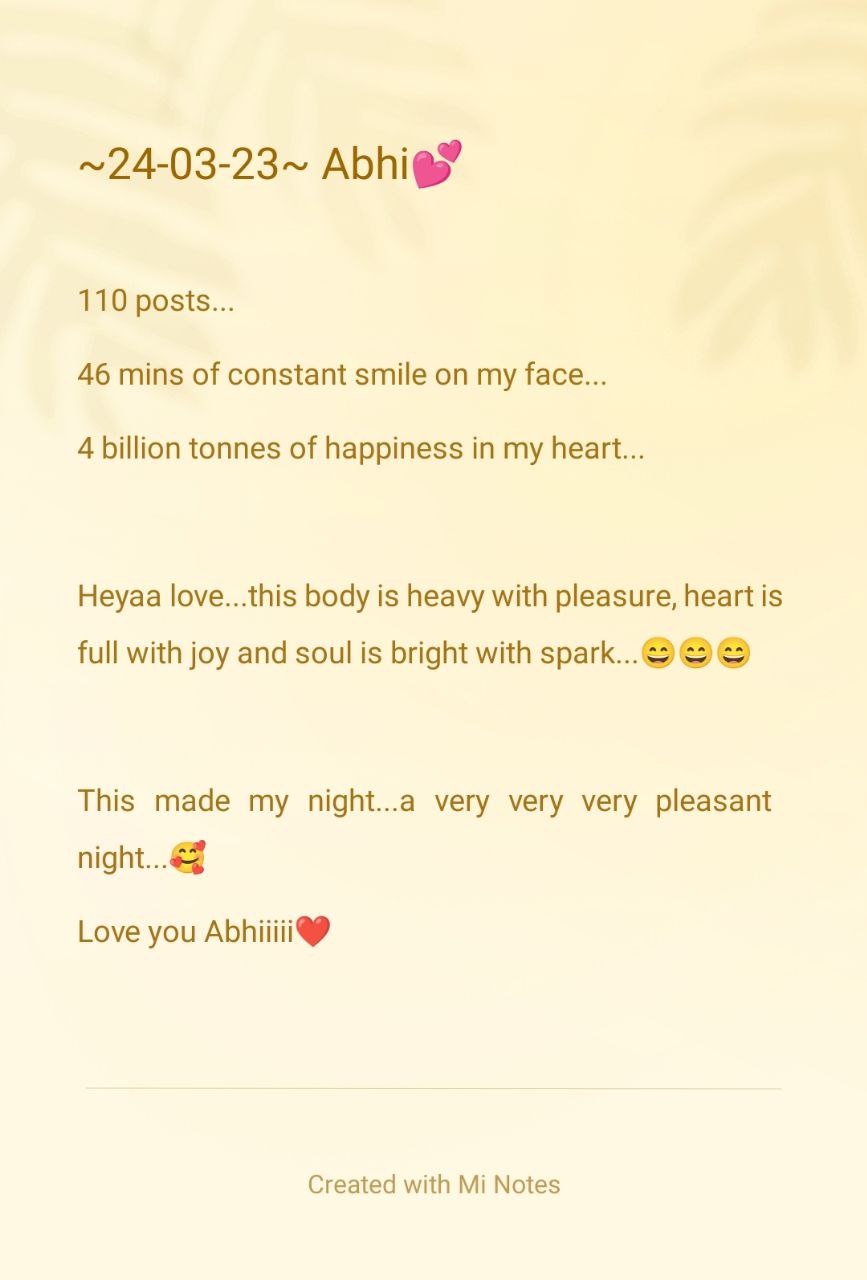 ~24-03-23~ Abhi💕
110 posts...
46 mins of constant smile on my face...
4 billion tonnes of happiness in my heart...
Heyaa love...this body is heavy with pleasure, heart is
full with joy and soul is bright with spark...😄😄😄
This made my night...a very very very pleasant
night...🥰
Love you Abhiiiii❤️
Created with Mi Notes